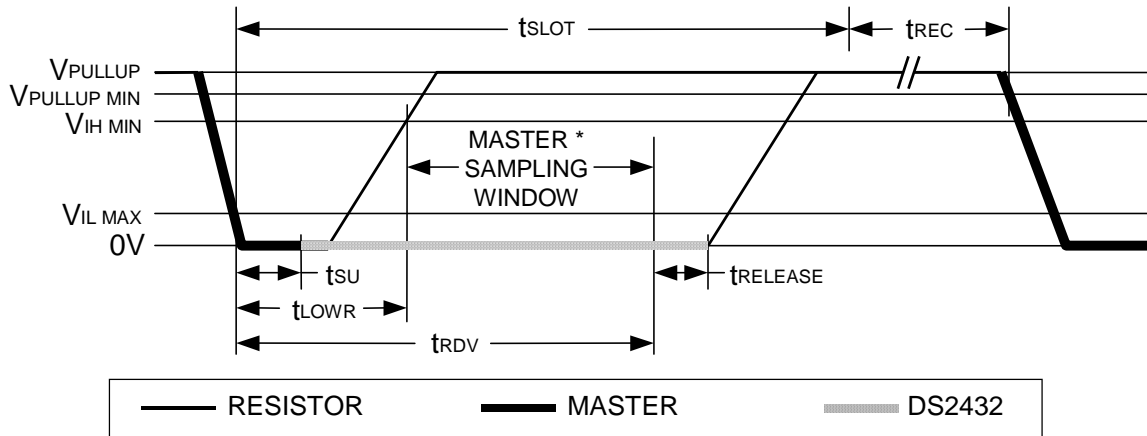 tSLOT
tREC
VPULLUP
VPULLUP MIN
VIH MIN
MASTER *
SAMPLING
WINDOW
VIL MAX
0V
tSU
tRELEASE
tLOWR
tRDV
RESISTOR MASTER DS2432